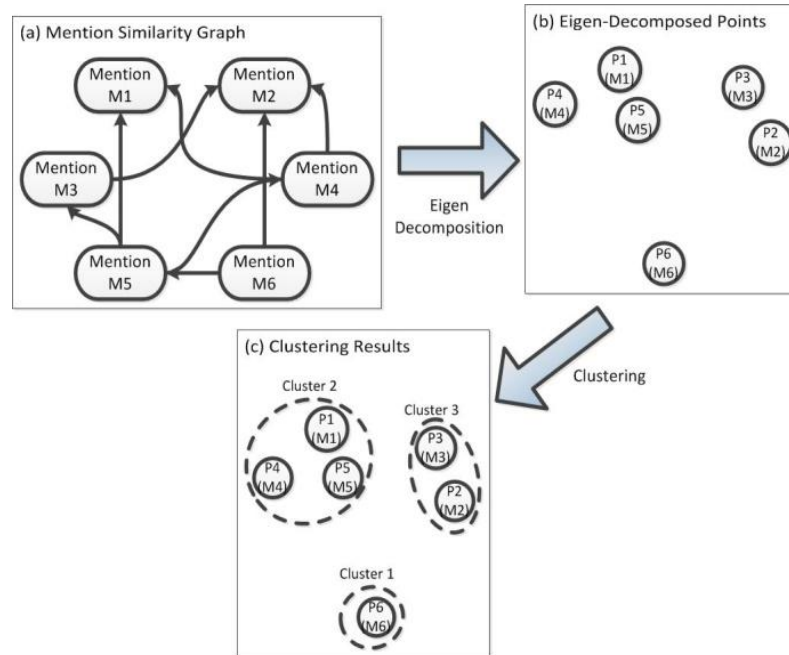 (a) Mention Similarity Graph
Mention
M1
Mention
M2
Mention
M3
Mention
M4
Mention
M5
Mention
M6
Eigen
Decomposition
(b) Eigen-Decomposed Points
P1
(M1)
P4
(M4)
P5
(M5)
P3
(M3)
P2
(M2)
P6
(M6)
Clustering
(c) Clustering Results
Cluster 2
P1
(M1)
P4
(M4)
P5
(M5)
Cluster 3
P3
(M3)
P2
(M2)
Cluster 1
P6
(M6)